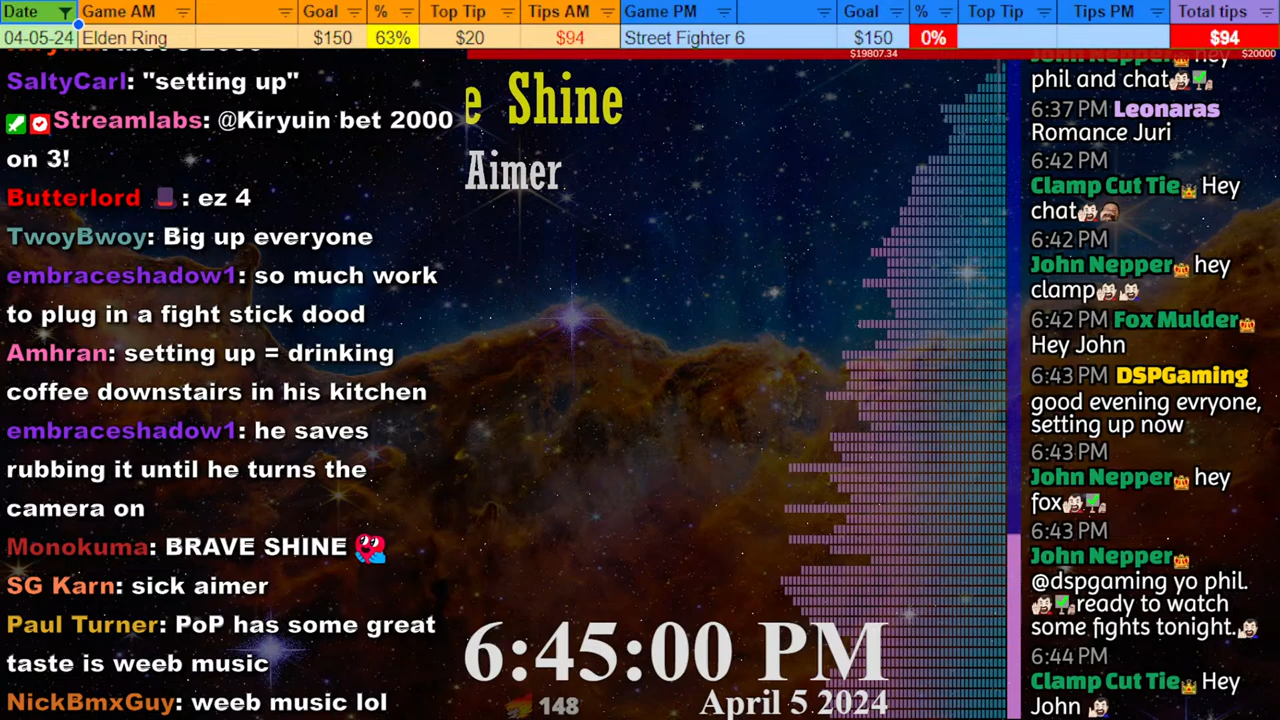 Date Game AM Goal % Top Tip Tips AM Game PM Goal % Top Tip Tips PM Total tips
04-05-24 Elden Ring $150 63% $20 $94 Street Fighter 6 $150 0% $94
$19807.34 $20000
SaltyCarl: "setting up"
Streamlabs: @Kiryuin bet 2000
on 3!
Butterlord : ez 4
TwoyBwoy: Big up everyone
embraceshadow1: so much work
to plug in a fight stick dood
Amhran: setting up = drinking
coffee downstairs in his kitchen
embraceshadow1: he saves
rubbing it until he turns the
camera on
Monokuma: BRAVE SHINE
SG Karn: sick aimer
Paul Turner: PoP has some great
taste is weeb music
NickBmxGuy: weeb music lol
e Shine
Aimer
6:45:00 PM
148 April 5 2024
John Nepper hey
phil and chat
6:37 PM Leonaras
Romance Juri
6:42 PM
Clamp Cut Tie Hey
chat
6:42 PM
John Nepper hey
clamp
6:42 PM Fox Mulder
Hey John
6:43 PM DSPGaming
good evening evryone,
setting up now
6:43 PM
John Nepper hey
fox
6:43 PM
John Nepper
@dspgaming yo phil.
ready to watch
some fights tonight.
6:44 PM
Clamp Cut Tie Hey
John